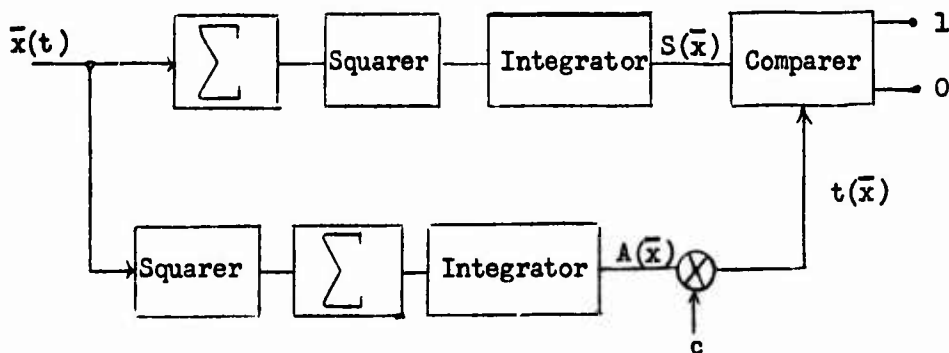 x̄(t)
∑
Squarer
Integrator
S(x̄)
Comparer
1
0
t(x̄)
Squarer
∑
Integrator
A(x̄)
c